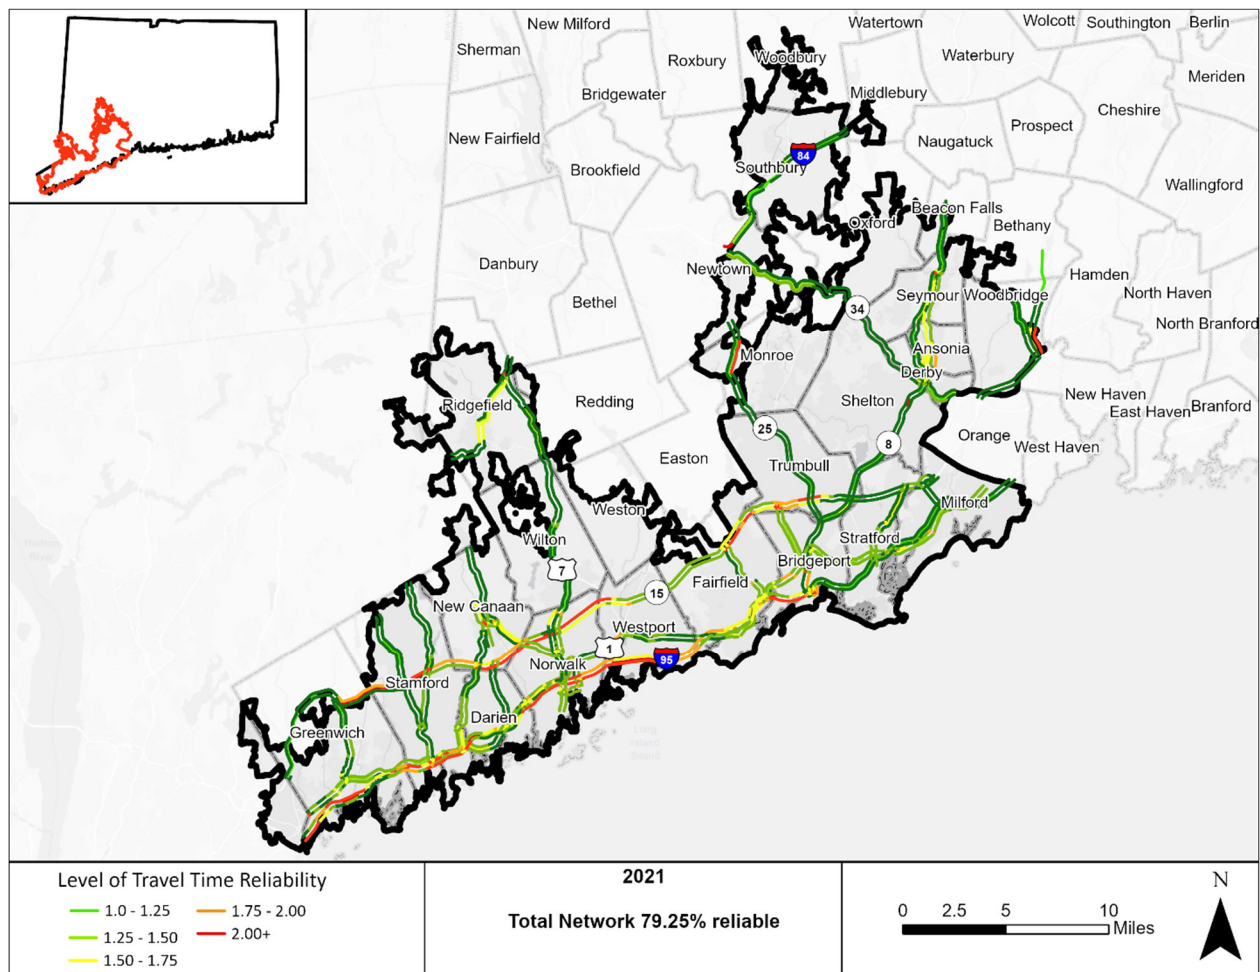 New Milford
Watertown
Wolcott
Southington
Berlin
Sherman
Roxbury
Woodbury
Waterbury
Meriden
Bridgewater
Middlebury
Cheshire
New Fairfield
Naugatuck
Prospect
84
Brookfield
Southbury
Wallingford
Beacon Falls
Oxford
Bethany
Danbury
Newtown
Hamden
Bethel
Seymour
Woodbridge
North Haven
34
North Branford
Monroe
Ansonia
Derby
Ridgefield
Redding
Shelton
New Haven
East Haven
Branford
25
8
Orange
West Haven
Easton
Trumbull
Weston
Milford
Wilton
Stratford
7
Bridgeport
Fairfield
15
New Canaan
Westport
1
95
Norwalk
Stamford
Darien
Greenwich
Long
Island
Sound
Level of Travel Time Reliability
1.0 - 1.25
1.75 - 2.00
1.25 - 1.50
2.00+
1.50 - 1.75
2021
Total Network 79.25% reliable
0 2.5 5 10
Miles
N